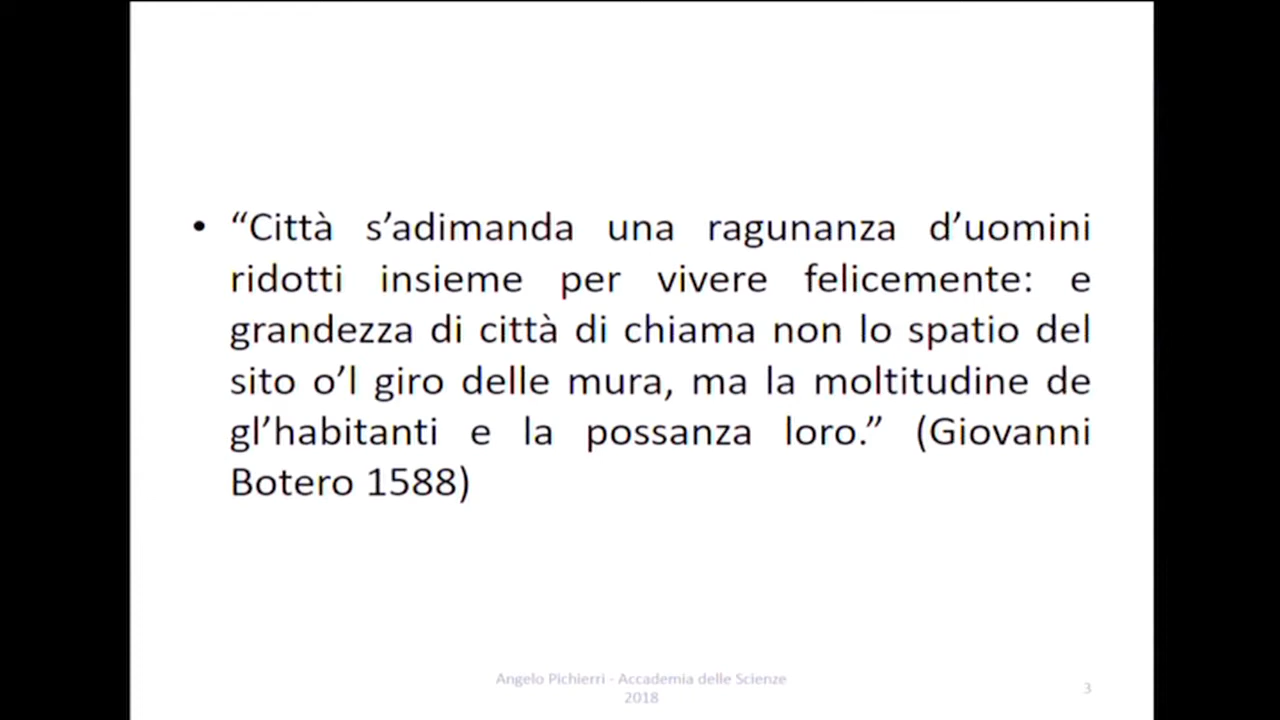 • “Città s’adimanda una ragunanza d’uomini
ridotti insieme per vivere felicemente: e
grandezza di città di chiama non lo spatio del
sito o’l giro delle mura, ma la moltitudine de
gl’habitanti e la possanza loro.” (Giovanni
Botero 1588)
Angelo Pichierri - Accademia delle Scienze
2018
3